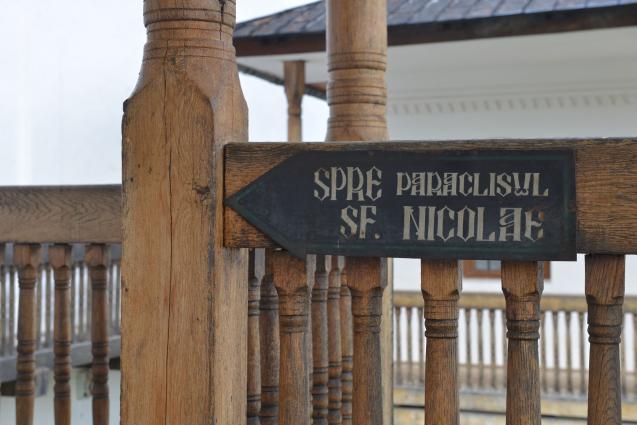 SPRE PARACLISUL
SF. NICOLAE